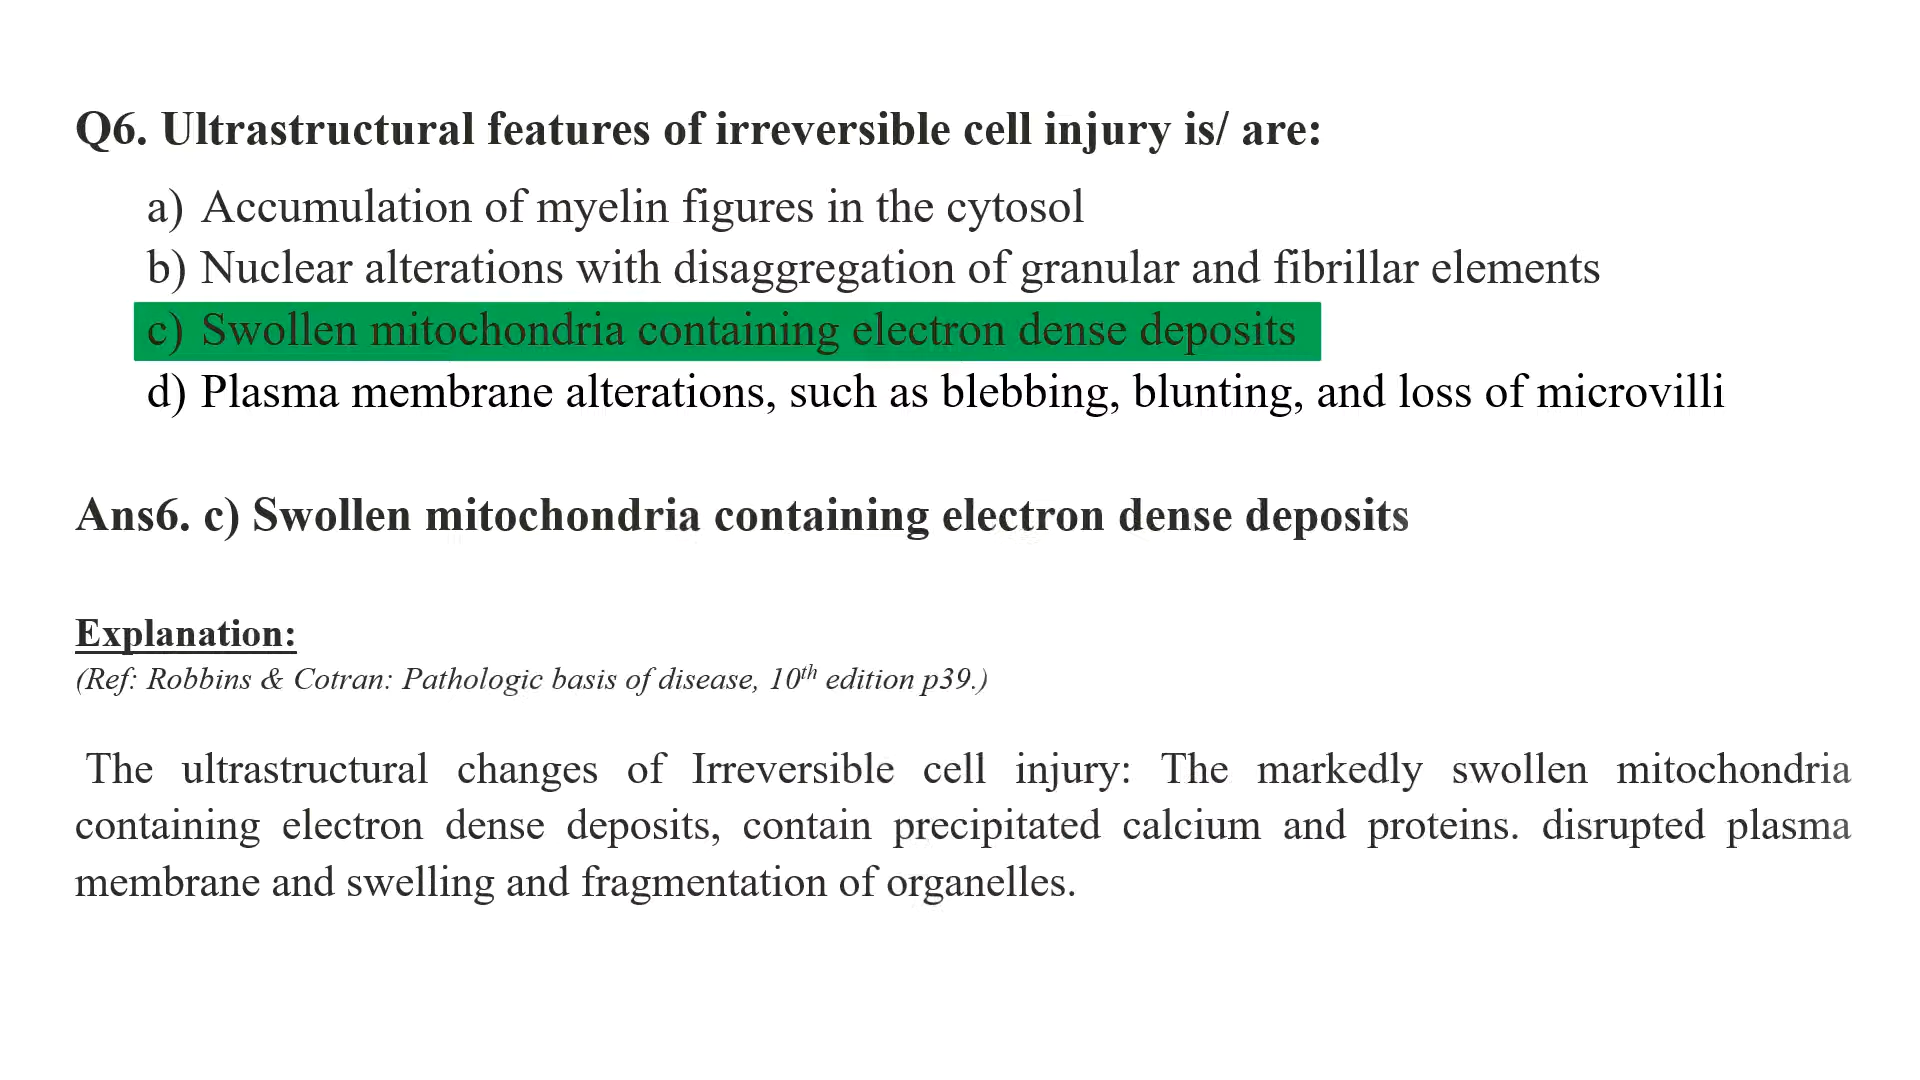 Q6. Ultrastructural features of irreversible cell injury is/ are:
a) Accumulation of myelin figures in the cytosol
b) Nuclear alterations with disaggregation of granular and fibrillar elements
c) Swollen mitochondria containing electron dense deposits
d) Plasma membrane alterations, such as blebbing, blunting, and loss of microvilli
Ans6. c) Swollen mitochondria containing electron dense deposits
Explanation:
(Ref: Robbins & Cotran: Pathologic basis of disease, 10th edition p39.)
The ultrastructural changes of Irreversible cell injury: The markedly swollen mitochondria
containing electron dense deposits, contain precipitated calcium and proteins. disrupted plasma
membrane and swelling and fragmentation of organelles.